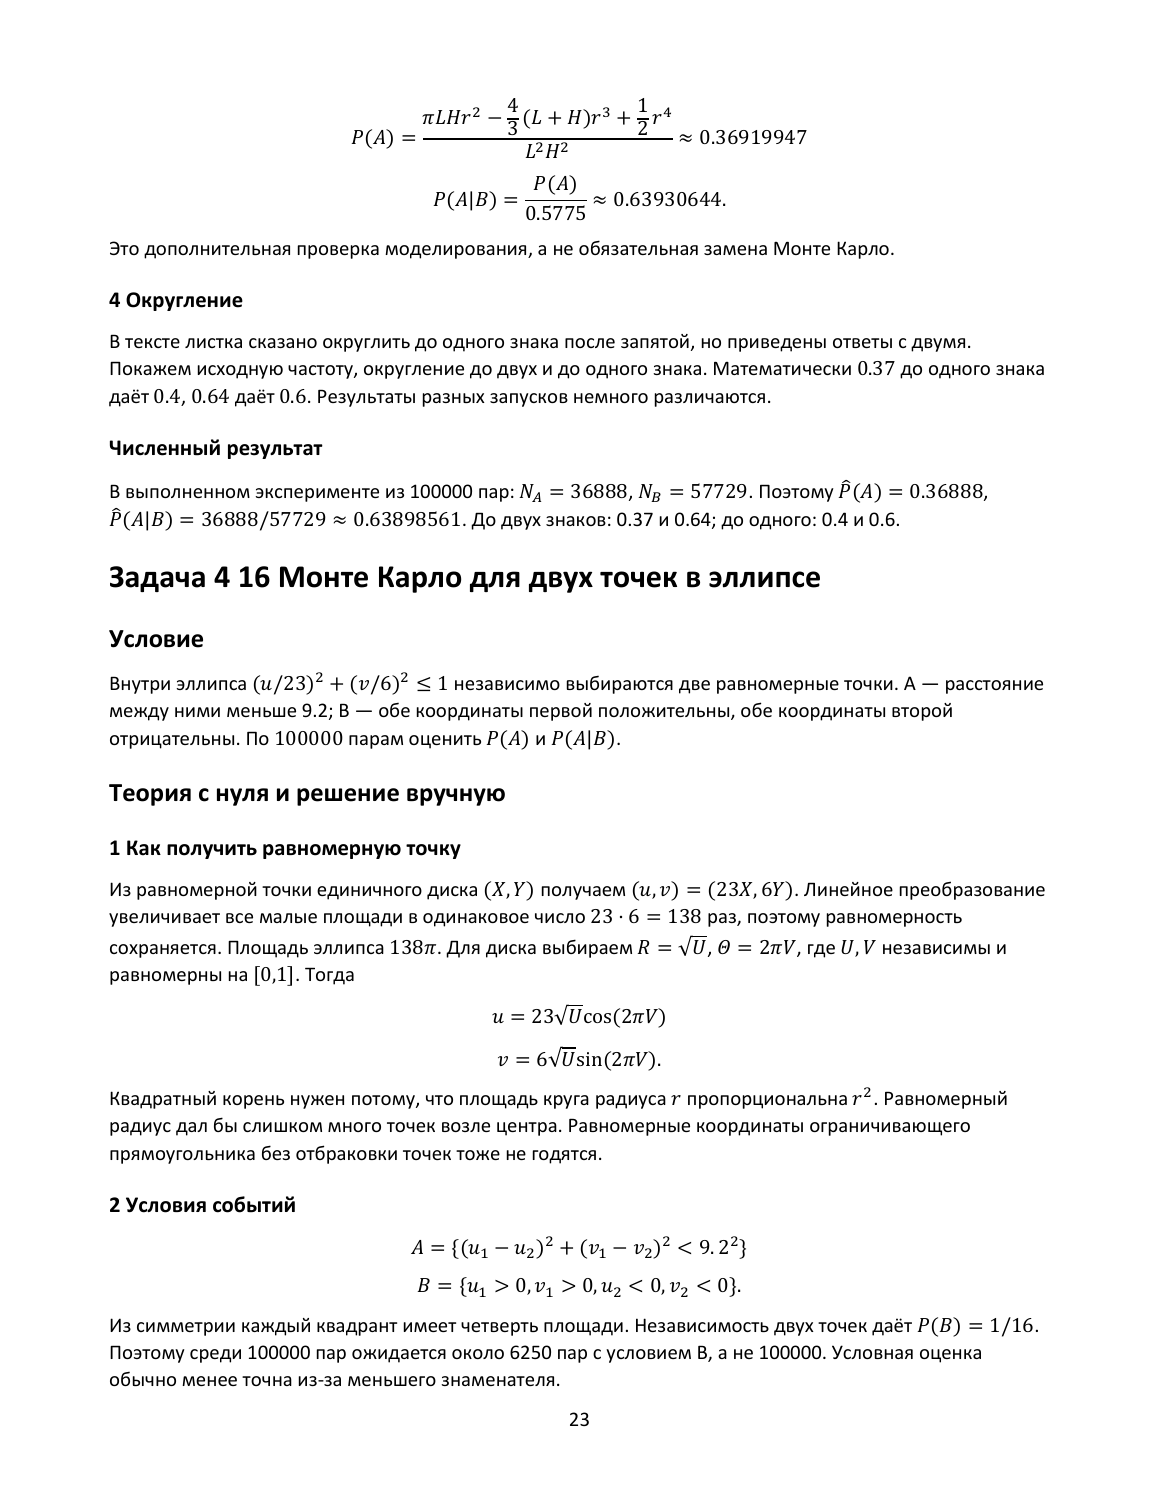 P(A) = (πLHr² − 4/3 (L + H)r³ + 1/2 r⁴) / L²H² ≈ 0.36919947
P(A|B) = P(A) / 0.5775 ≈ 0.63930644.
Это дополнительная проверка моделирования, а не обязательная замена Монте Карло.
4 Округление
В тексте листка сказано округлить до одного знака после запятой, но приведены ответы с двумя.
Покажем исходную частоту, округление до двух и до одного знака. Математически 0.37 до одного знака
даёт 0.4, 0.64 даёт 0.6. Результаты разных запусков немного различаются.
Численный результат
В выполненном эксперименте из 100000 пар: N_A = 36888, N_B = 57729. Поэтому P̂(A) = 0.36888,
P̂(A|B) = 36888/57729 ≈ 0.63898561. До двух знаков: 0.37 и 0.64; до одного: 0.4 и 0.6.
Задача 4 16 Монте Карло для двух точек в эллипсе
Условие
Внутри эллипса (u/23)² + (v/6)² ≤ 1 независимо выбираются две равномерные точки. A — расстояние
между ними меньше 9.2; B — обе координаты первой положительны, обе координаты второй
отрицательны. По 100000 парам оценить P(A) и P(A|B).
Теория с нуля и решение вручную
1 Как получить равномерную точку
Из равномерной точки единичного диска (X, Y) получаем (u, v) = (23X, 6Y). Линейное преобразование
увеличивает все малые площади в одинаковое число 23 · 6 = 138 раз, поэтому равномерность
сохраняется. Площадь эллипса 138π. Для диска выбираем R = √U, Θ = 2πV, где U, V независимы и
равномерны на [0,1]. Тогда
u = 23√U cos(2πV)
v = 6√U sin(2πV).
Квадратный корень нужен потому, что площадь круга радиуса r пропорциональна r². Равномерный
радиус дал бы слишком много точек возле центра. Равномерные координаты ограничивающего
прямоугольника без отбраковки точек тоже не годятся.
2 Условия событий
A = {(u₁ − u₂)² + (v₁ − v₂)² < 9. 2²}
B = {u₁ > 0, v₁ > 0, u₂ < 0, v₂ < 0}.
Из симметрии каждый квадрант имеет четверть площади. Независимость двух точек даёт P(B) = 1/16.
Поэтому среди 100000 пар ожидается около 6250 пар с условием B, а не 100000. Условная оценка
обычно менее точна из-за меньшего знаменателя.
23